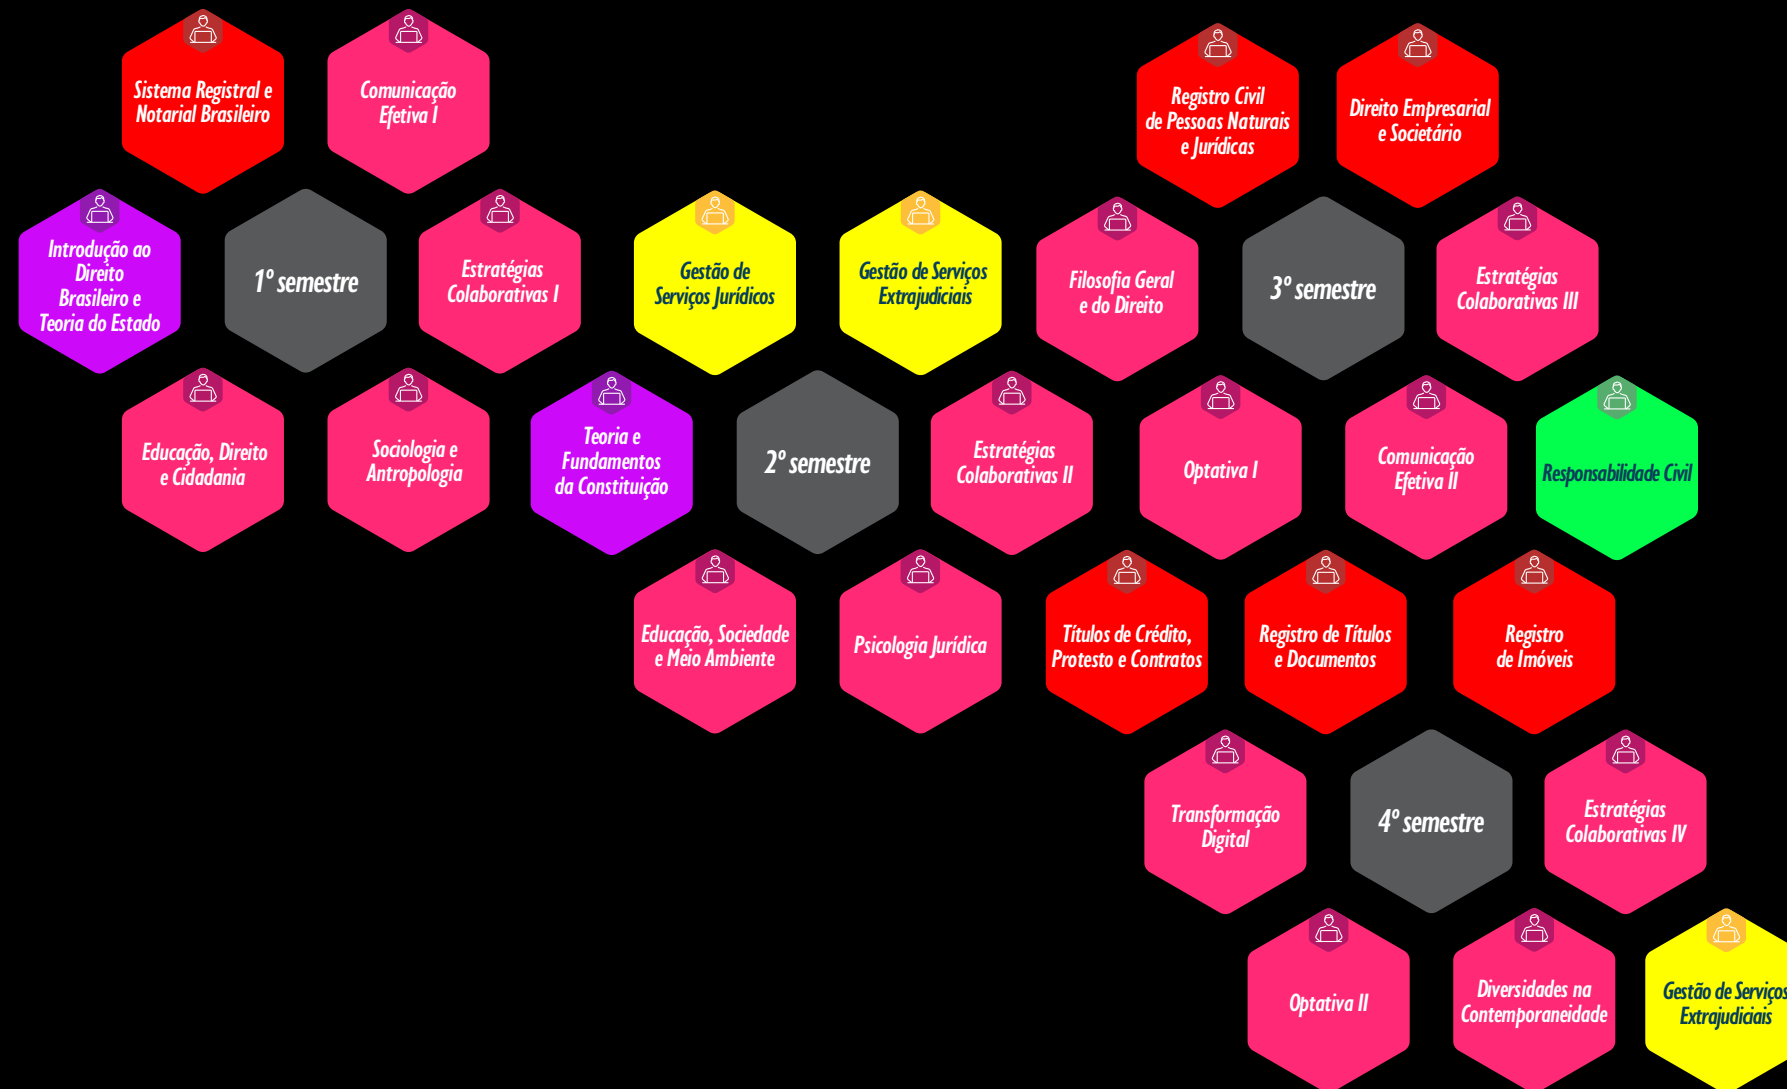 Sistema Registral e
Notarial Brasileiro
Comunicação
Efetiva I
Introdução ao
Direito
Brasileiro e
Teoria do Estado
1º semestre
Estratégias
Colaborativas I
Educação, Direito
e Cidadania
Sociologia e
Antropologia
Gestão de
Serviços Jurídicos
Gestão de Serviços
Extrajudiciais
Teoria e
Fundamentos
da Constituição
2º semestre
Estratégias
Colaborativas II
Educação, Sociedade
e Meio Ambiente
Psicologia Jurídica
Registro Civil
de Pessoas Naturais
e Jurídicas
Direito Empresarial
e Societário
Filosofia Geral
e do Direito
3º semestre
Estratégias
Colaborativas III
Optativa I
Comunicação
Efetiva II
Responsabilidade Civil
Títulos de Crédito,
Protesto e Contratos
Registro de Títulos
e Documentos
Registro
de Imóveis
Transformação
Digital
4º semestre
Estratégias
Colaborativas IV
Optativa II
Diversidades na
Contemporaneidade
Gestão de Serviços
Extrajudiciais